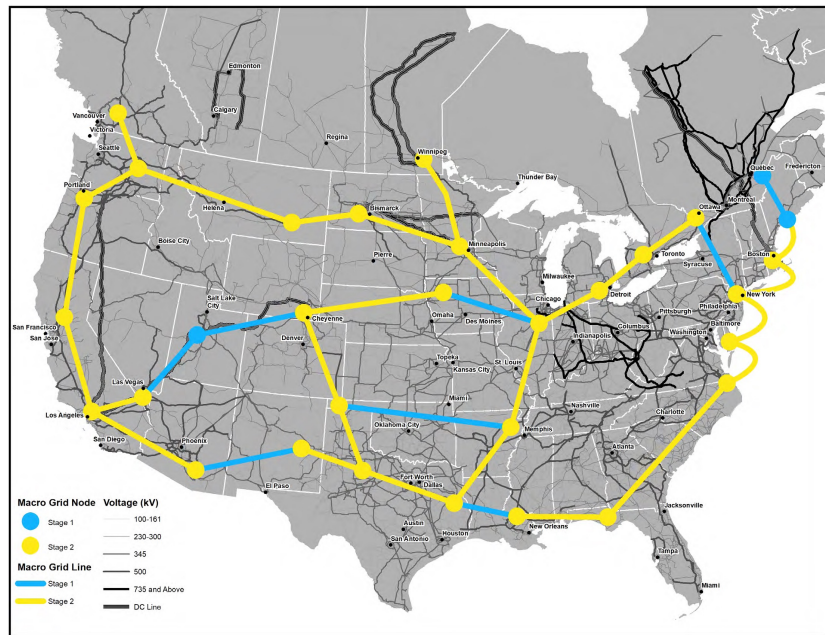 Edmonton
Calgary
Vancouver
Victoria
Seattle
Regina
Winnipeg
Thunder Bay
Québec
Fredericton
Montreal
Ottawa
Portland
Helena
Bismarck
Minneapolis
Boise City
Pierre
Toronto
Syracuse
Boston
Milwaukee
Detroit
Chicago
New York
Salt Lake
City
Cheyenne
Omaha
Des Moines
Pittsburgh
Philadelphia
Baltimore
Washington
Columbus
Indianapolis
San Francisco
San Jose
Denver
Topeka
Kansas City
St. Louis
Las Vegas
Los Angeles
Miami
Nashville
Charlotte
Oklahoma City
Memphis
Atlanta
San Diego
Phoenix
El Paso
Fort Worth
Dallas
Jacksonville
Austin
San Antonio
Houston
New Orleans
Tampa
Miami
Macro Grid Node
Stage 1
Stage 2
Macro Grid Line
Stage 1
Stage 2
Voltage (kV)
100-161
230-300
345
500
735 and Above
DC Line